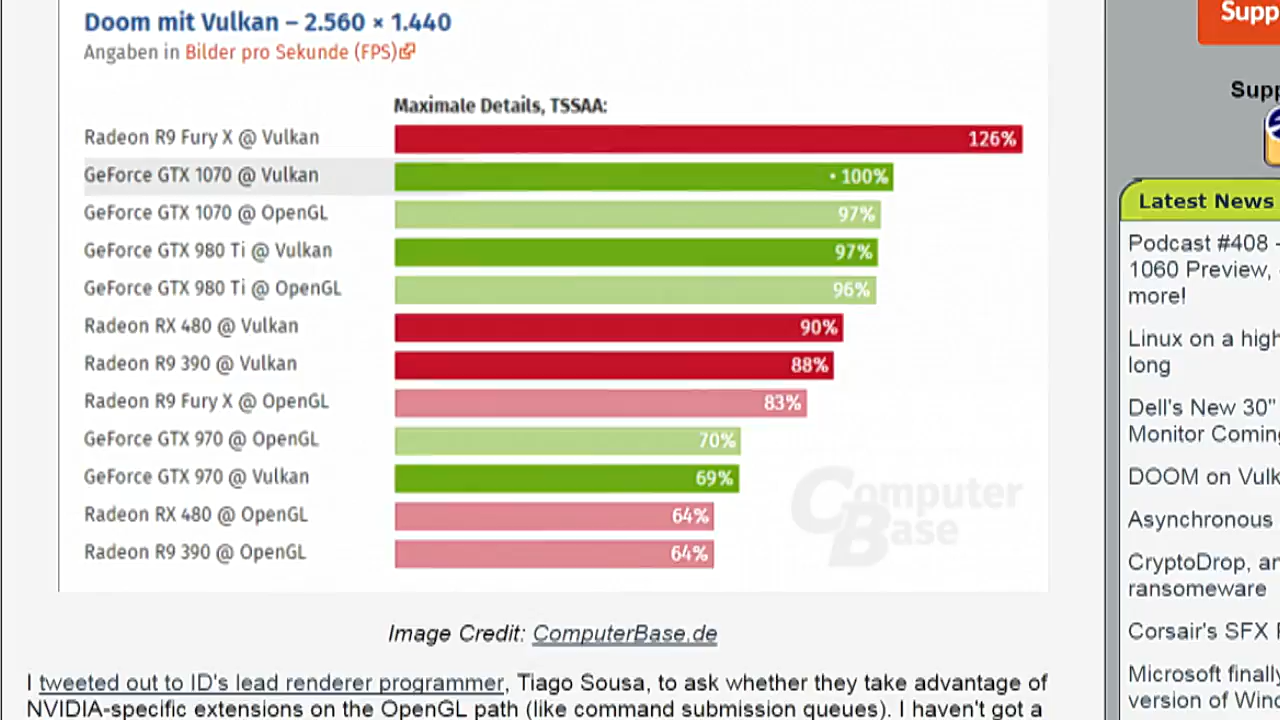 Doom mit Vulkan – 2.560 × 1.440
Angaben in Bilder pro Sekunde (FPS)
Maximale Details, TSSAA:
Radeon R9 Fury X @ Vulkan 126%
GeForce GTX 1070 @ Vulkan • 100%
GeForce GTX 1070 @ OpenGL 97%
GeForce GTX 980 Ti @ Vulkan 97%
GeForce GTX 980 Ti @ OpenGL 96%
Radeon RX 480 @ Vulkan 90%
Radeon R9 390 @ Vulkan 88%
Radeon R9 Fury X @ OpenGL 83%
GeForce GTX 970 @ OpenGL 70%
GeForce GTX 970 @ Vulkan 69%
Radeon RX 480 @ OpenGL 64%
Radeon R9 390 @ OpenGL 64%
Computer
Base
Image Credit: ComputerBase.de
I tweeted out to ID's lead renderer programmer, Tiago Sousa, to ask whether they take advantage of
NVIDIA-specific extensions on the OpenGL path (like command submission queues). I haven't got a
Supp
Supp
Latest News
Podcast #408 -
1060 Preview,
more!
Linux on a high
long
Dell's New 30"
Monitor Coming
DOOM on Vulk
Asynchronous
CryptoDrop, an
ransomeware
Corsair's SFX
Microsoft finally
version of Wind